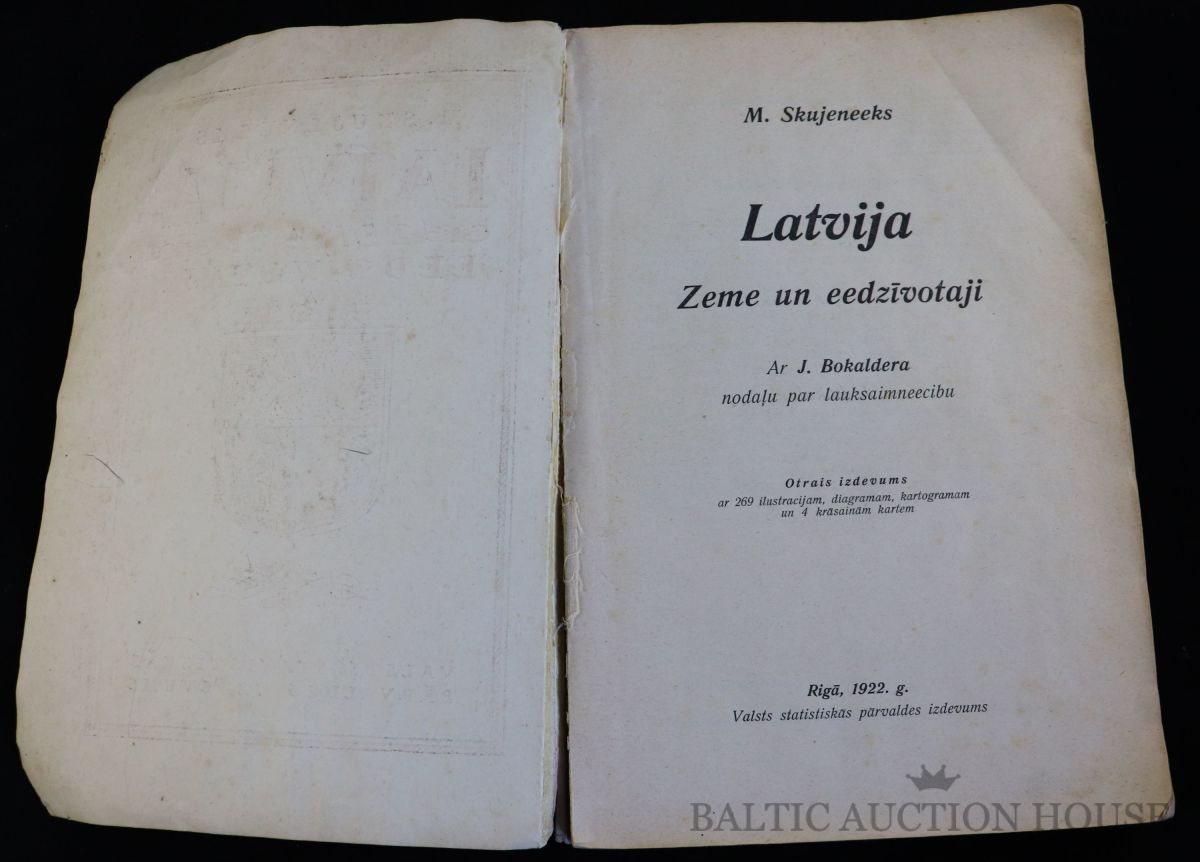 M. Skujeneeks
Latvija
Zeme un eedzīvotaji
Ar J. Bokaldera
nodaļu par lauksaimneecibu
Otrais izdevums
ar 269 ilustracijam, diagramam, kartogramam
un 4 krāsainām kartem
Rigā, 1922. g.
Valsts statistiskās pārvaldes izdevums
BALTIC AUCTION HOUSE